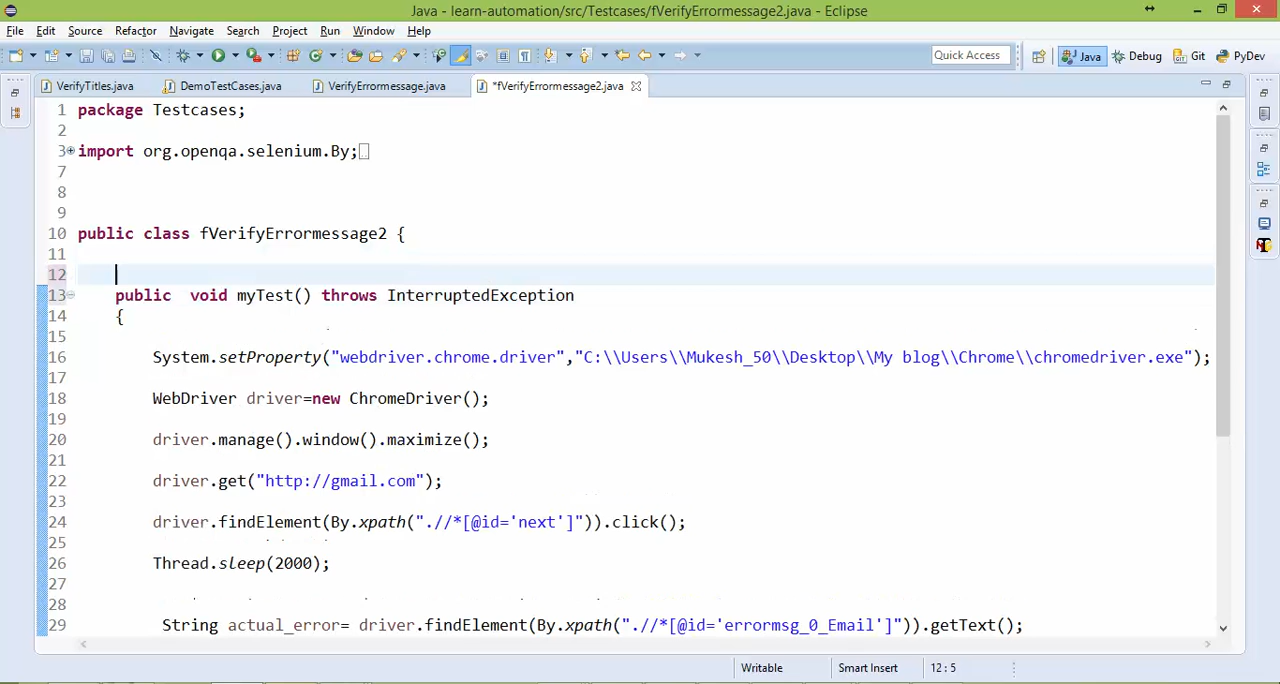 Java - learn-automation/src/Testcases/fVerifyErrormessage2.java - Eclipse
File Edit Source Refactor Navigate Search Project Run Window Help
Quick Access Java Debug Git PyDev
VerifyTitles.java DemoTestCases.java VerifyErrormessage.java *fVerifyErrormessage2.java
1 package Testcases;
2
3 import org.openqa.selenium.By;
7
8
9
10 public class fVerifyErrormessage2 {
11
12
13 public  void myTest() throws InterruptedException
14 {
15
16 System.setProperty("webdriver.chrome.driver","C:\\Users\\Mukesh_50\\Desktop\\My blog\\Chrome\\chromedriver.exe");
17
18 WebDriver driver=new ChromeDriver();
19
20 driver.manage().window().maximize();
21
22 driver.get("http://gmail.com");
23
24 driver.findElement(By.xpath(".//*[@id='next']")).click();
25
26 Thread.sleep(2000);
27
28
29 String actual_error= driver.findElement(By.xpath(".//*[@id='errormsg_0_Email']")).getText();
Writable Smart Insert 12 : 5